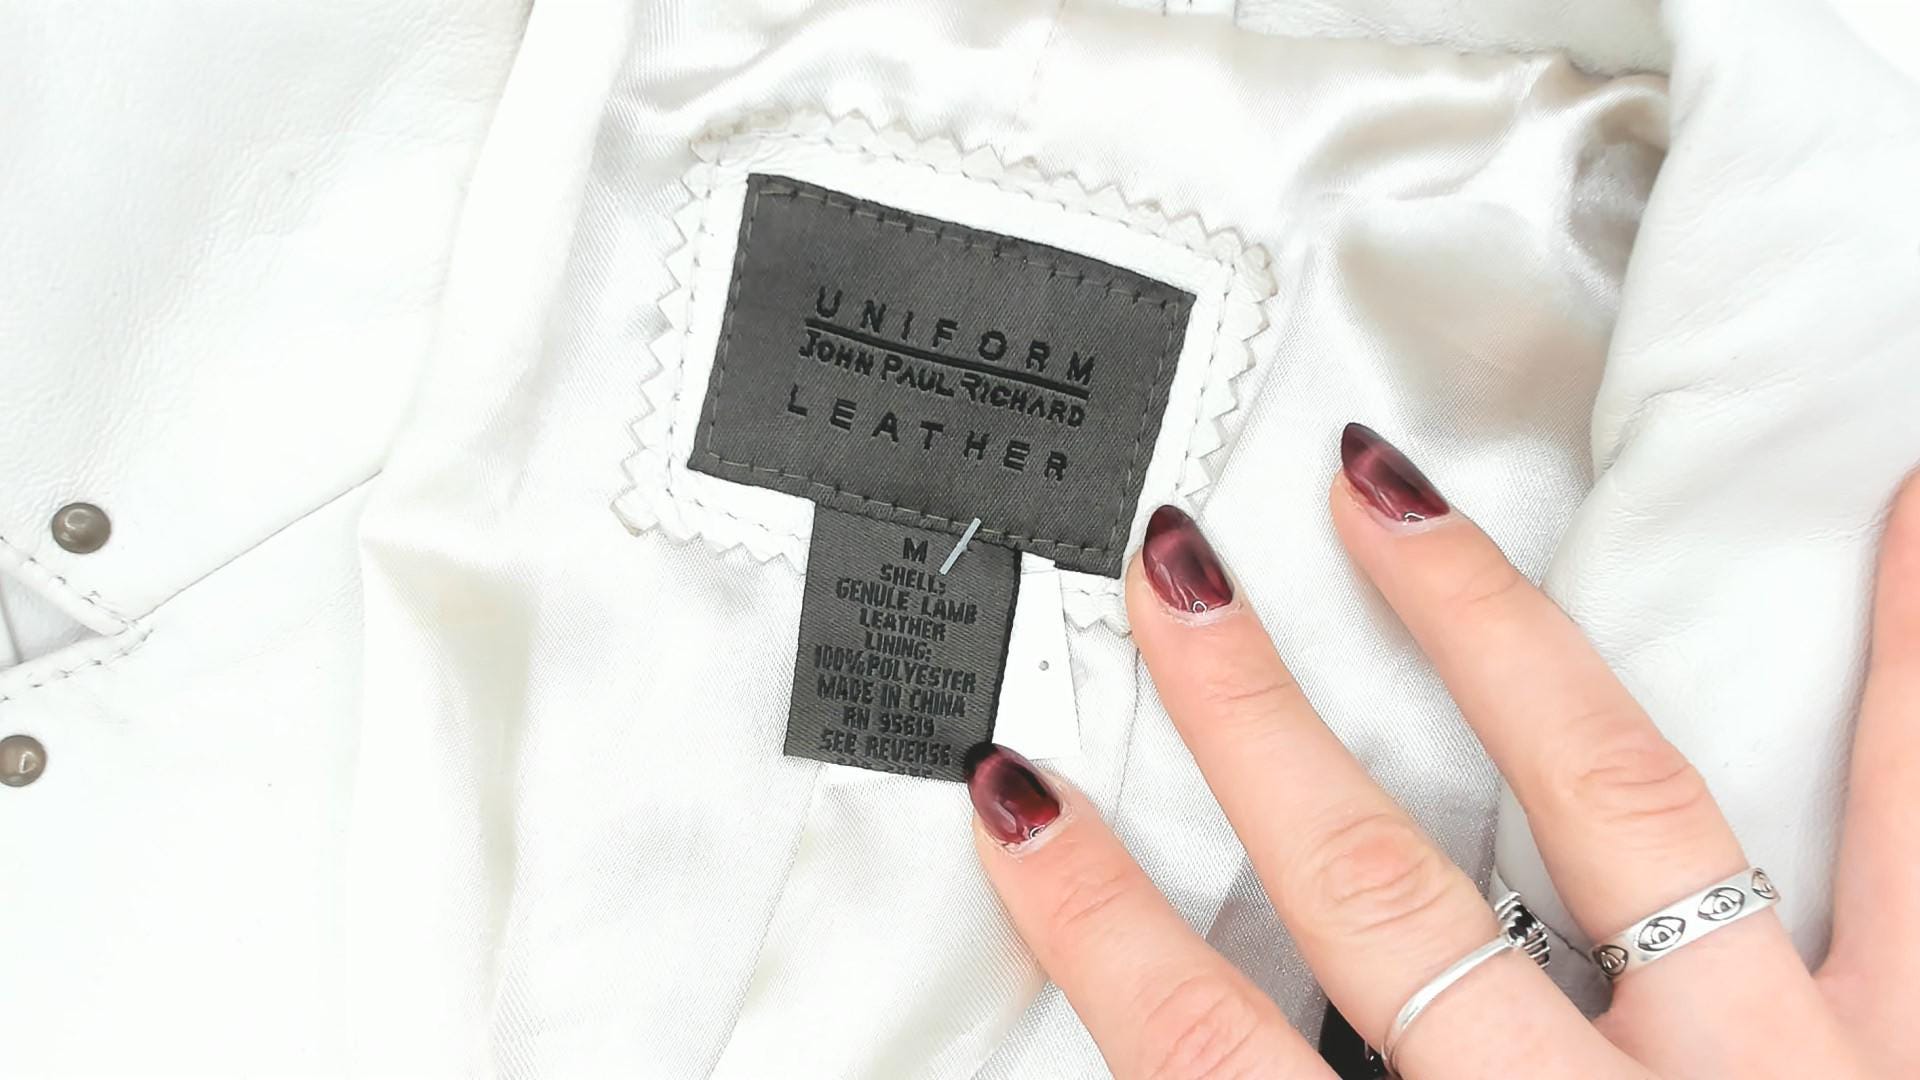 UNIFORM
JOHN PAUL RICHARD
LEATHER
M
SHELL:
GENULE LAMB
LEATHER
LINING:
100%POLYESTER
MADE IN CHINA
RN 95619
SEE REVERSE